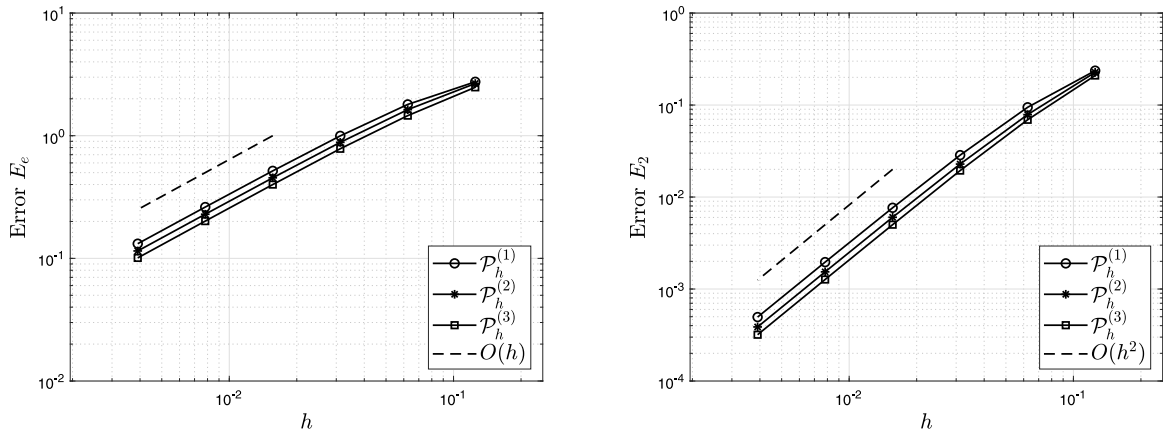 10^1
10^0
10^-1
10^-2
Error E_e
10^-2
10^-1
h
P_h^(1)
P_h^(2)
P_h^(3)
O(h)
10^0
10^-1
10^-2
10^-3
10^-4
Error E_2
10^-2
10^-1
h
P_h^(1)
P_h^(2)
P_h^(3)
O(h^2)